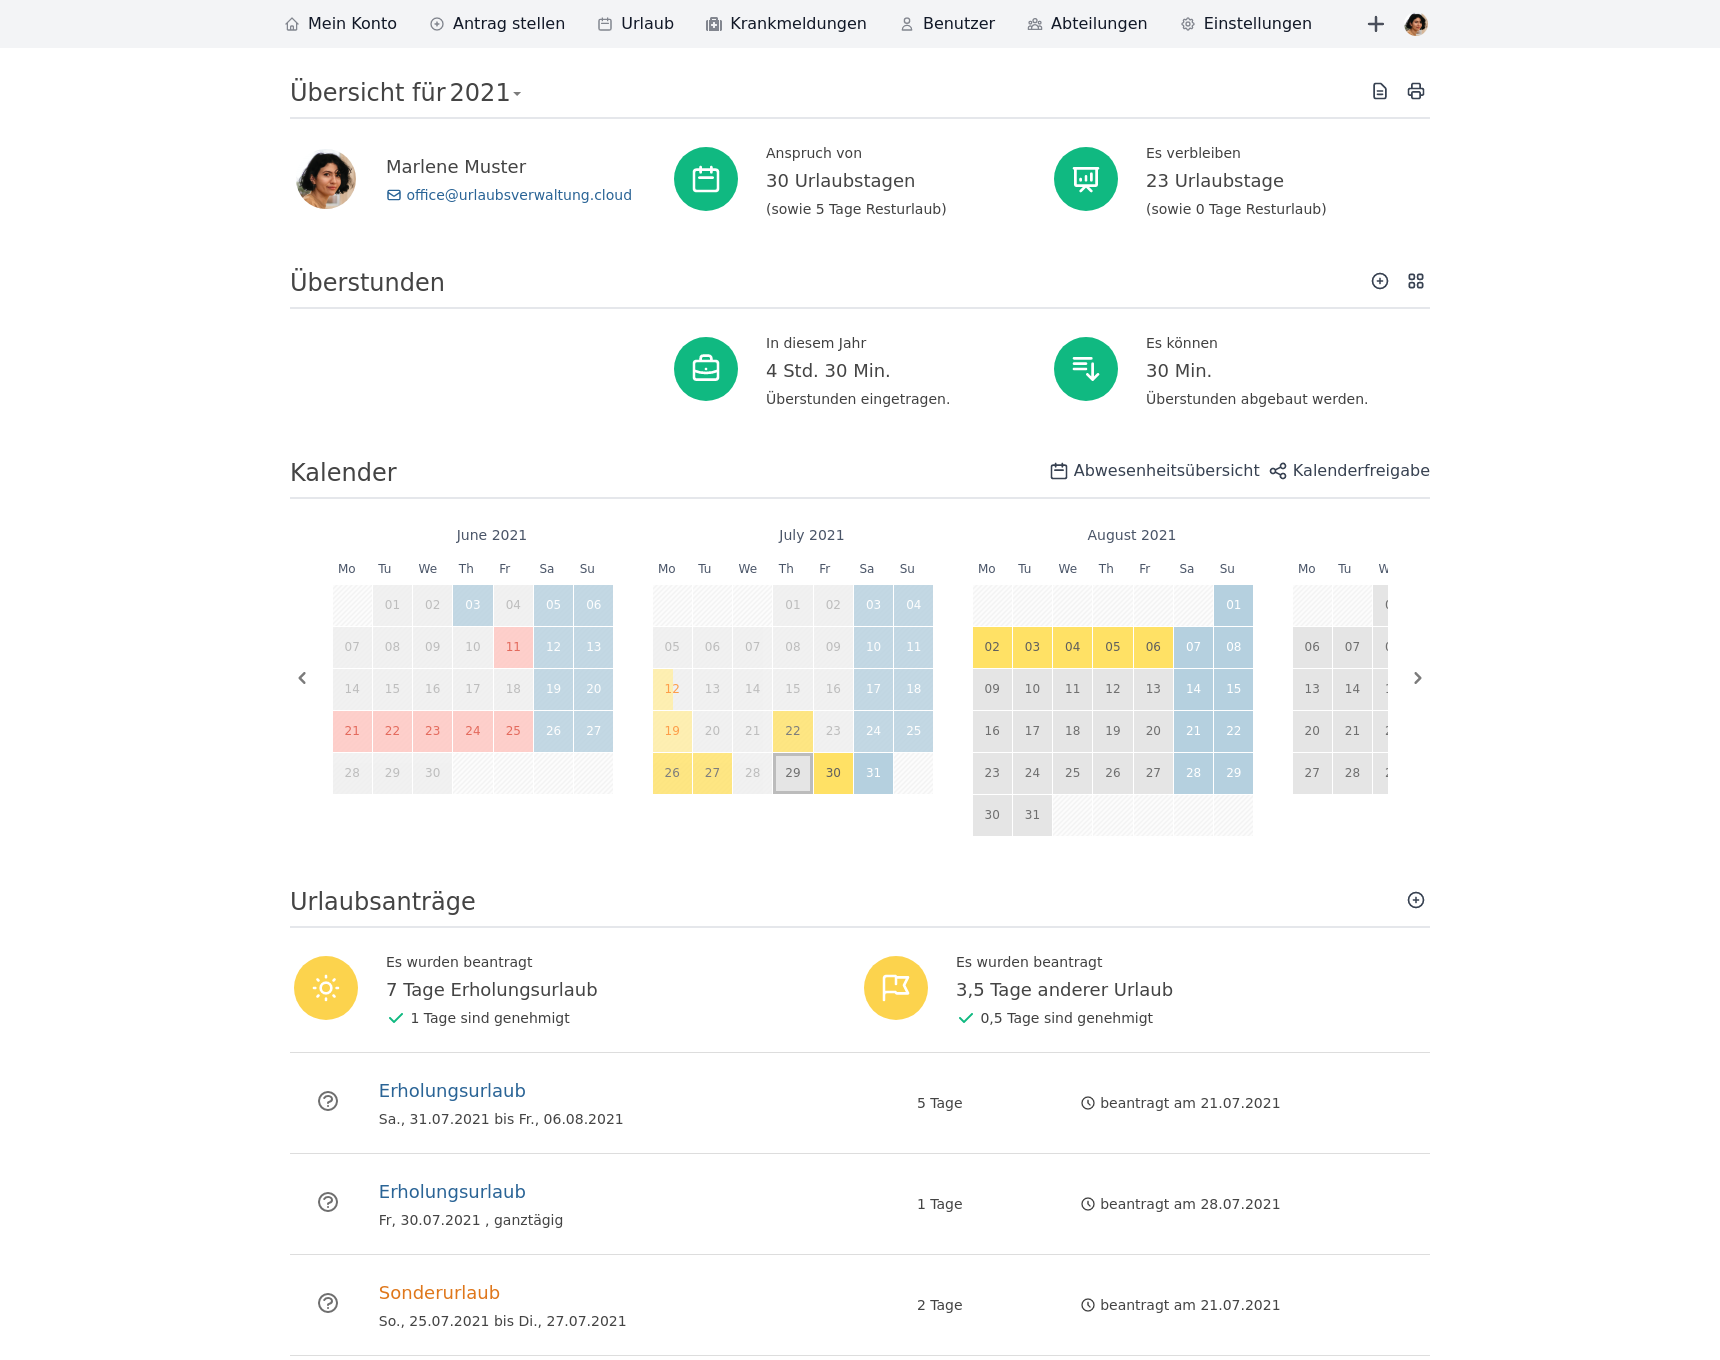 Mein Konto Antrag stellen Urlaub Krankmeldungen Benutzer Abteilungen Einstellungen
Übersicht für 2021
Marlene Muster
office@urlaubsverwaltung.cloud
Anspruch von
30 Urlaubstagen
(sowie 5 Tage Resturlaub)
Es verbleiben
23 Urlaubstage
(sowie 0 Tage Resturlaub)
Überstunden
In diesem Jahr
4 Std. 30 Min.
Überstunden eingetragen.
Es können
30 Min.
Überstunden abgebaut werden.
Kalender
Abwesenheitsübersicht Kalenderfreigabe
June 2021
Mo Tu We Th Fr Sa Su
01 02 03 04 05 06
07 08 09 10 11 12 13
14 15 16 17 18 19 20
21 22 23 24 25 26 27
28 29 30
July 2021
Mo Tu We Th Fr Sa Su
01 02 03 04
05 06 07 08 09 10 11
12 13 14 15 16 17 18
19 20 21 22 23 24 25
26 27 28 29 30 31
August 2021
Mo Tu We Th Fr Sa Su
01
02 03 04 05 06 07 08
09 10 11 12 13 14 15
16 17 18 19 20 21 22
23 24 25 26 27 28 29
30 31
Mo Tu
06 07
13 14
20 21
27 28
Urlaubsanträge
Es wurden beantragt
7 Tage Erholungsurlaub
1 Tage sind genehmigt
Es wurden beantragt
3,5 Tage anderer Urlaub
0,5 Tage sind genehmigt
Erholungsurlaub
Sa., 31.07.2021 bis Fr., 06.08.2021
5 Tage
beantragt am 21.07.2021
Erholungsurlaub
Fr, 30.07.2021 , ganztägig
1 Tage
beantragt am 28.07.2021
Sonderurlaub
So., 25.07.2021 bis Di., 27.07.2021
2 Tage
beantragt am 21.07.2021